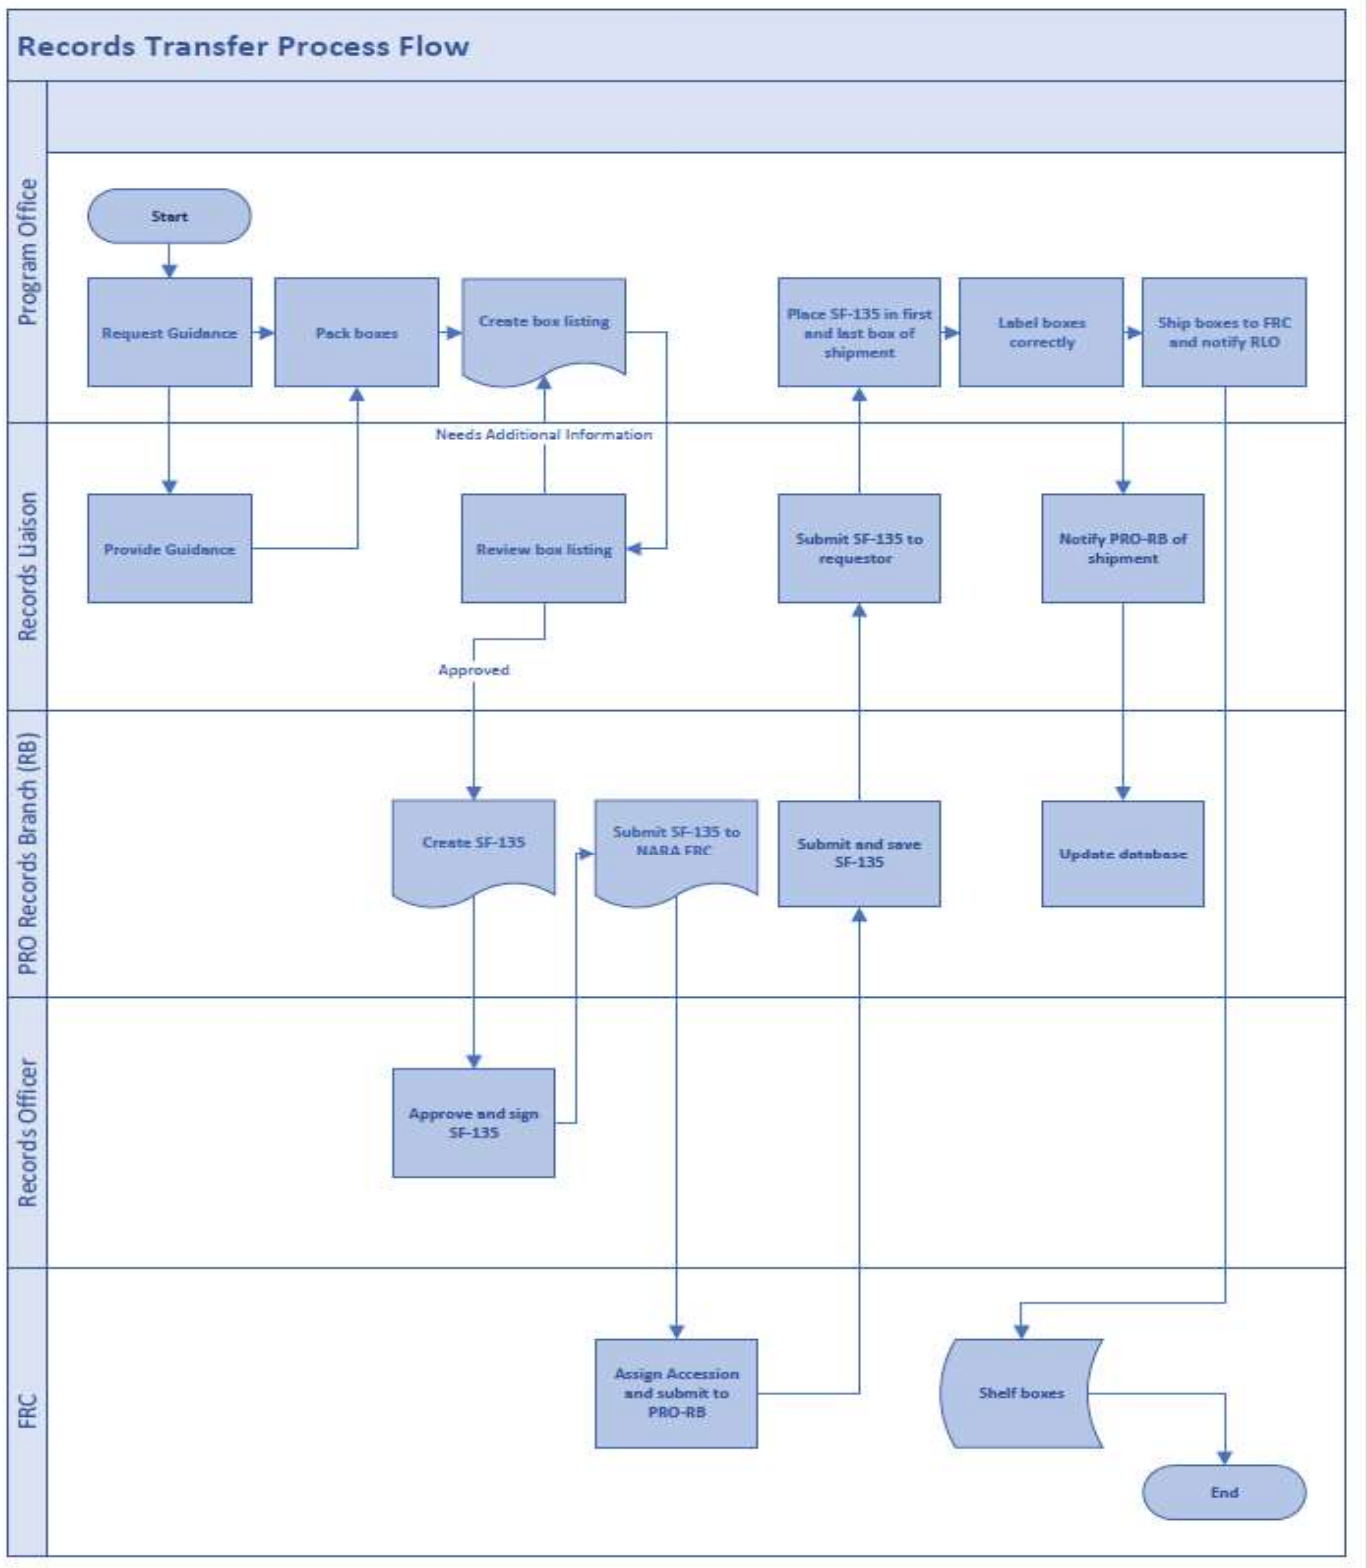 Records Transfer Process Flow
Program Office
Start
Request Guidance
Pack boxes
Create box listing
Place SF-135 in first
and last box of
shipment
Label boxes
correctly
Ship boxes to FRC
and notify RLO
Needs Additional Information
Records Liaison
Provide Guidance
Review box listing
Submit SF-135 to
requestor
Notify PRO-RB of
shipment
Approved
PRO Records Branch (RB)
Create SF-135
Submit SF-135 to
NARA FRC
Submit and save
SF-135
Update database
Records Officer
Approve and sign
SF-135
FRC
Assign Accession
and submit to
PRO-RB
Shelf boxes
End